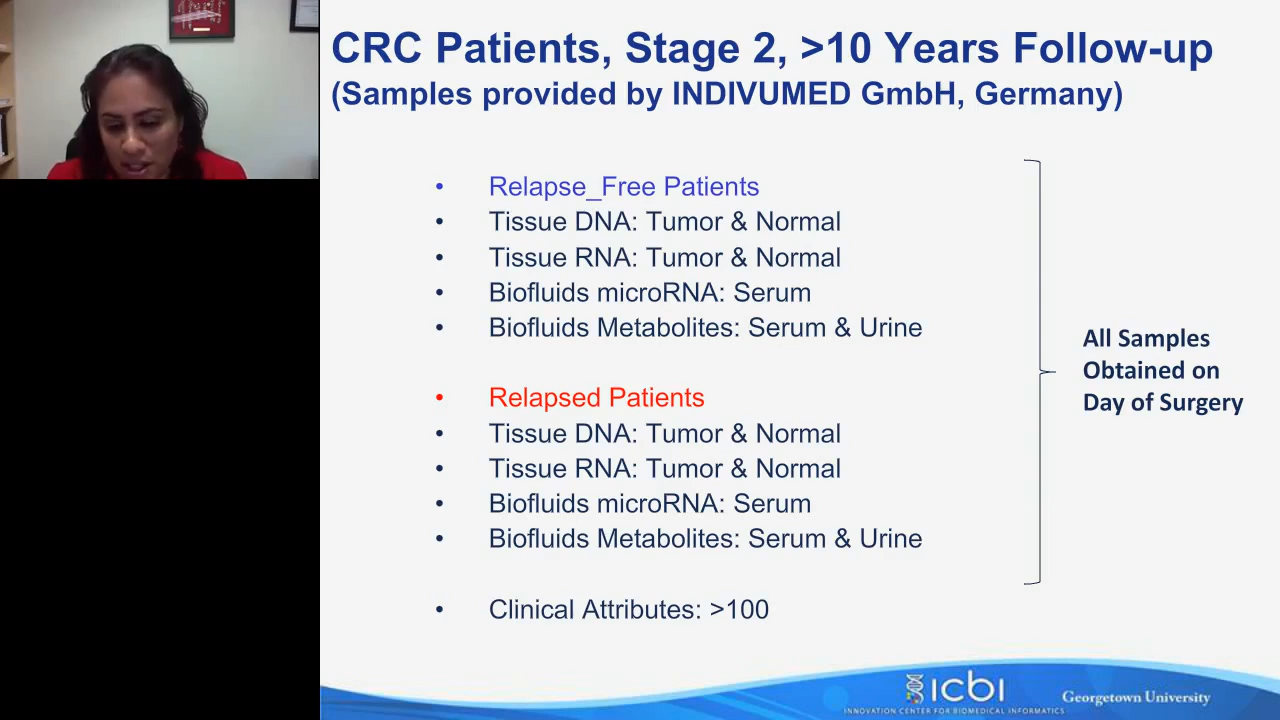 CRC Patients, Stage 2, >10 Years Follow-up
(Samples provided by INDIVUMED GmbH, Germany)
• Relapse_Free Patients
• Tissue DNA: Tumor & Normal
• Tissue RNA: Tumor & Normal
• Biofluids microRNA: Serum
• Biofluids Metabolites: Serum & Urine
• Relapsed Patients
• Tissue DNA: Tumor & Normal
• Tissue RNA: Tumor & Normal
• Biofluids microRNA: Serum
• Biofluids Metabolites: Serum & Urine
• Clinical Attributes: >100
All Samples
Obtained on
Day of Surgery
icbi
INNOVATION CENTER FOR BIOMEDICAL INFORMATICS
Georgetown University